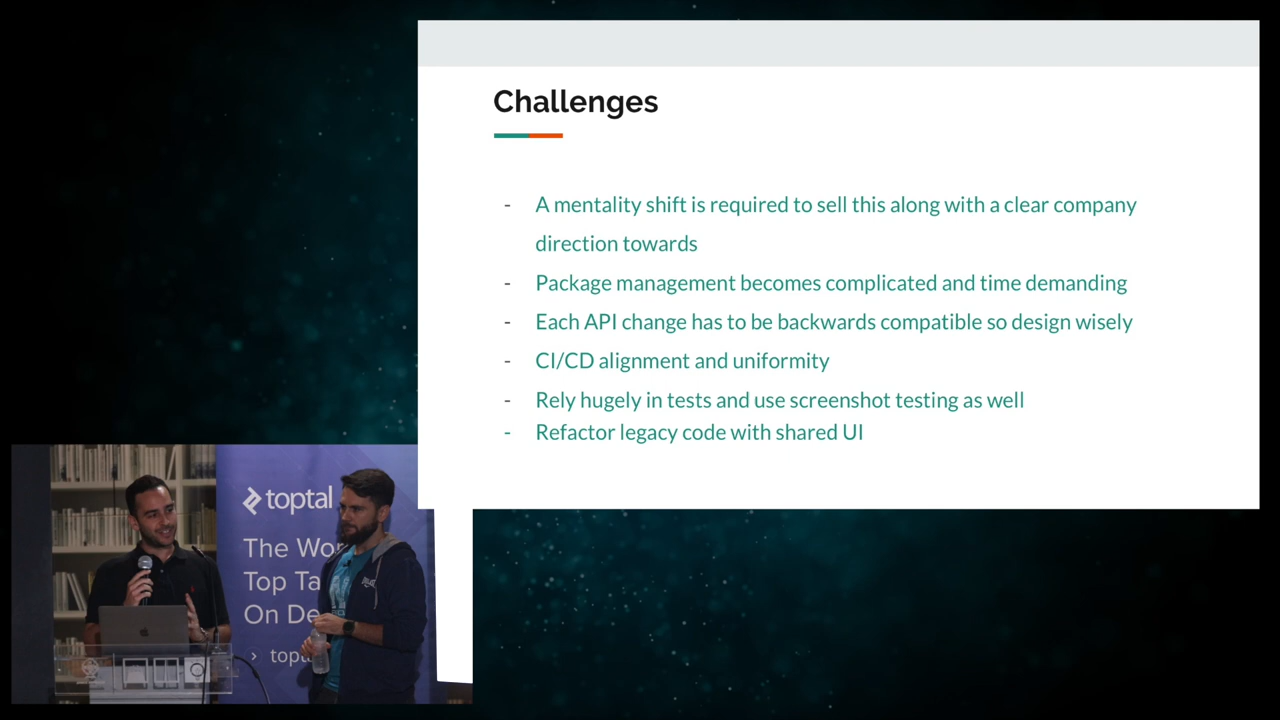 Challenges
- A mentality shift is required to sell this along with a clear company
direction towards
- Package management becomes complicated and time demanding
- Each API change has to be backwards compatible so design wisely
- CI/CD alignment and uniformity
- Rely hugely in tests and use screenshot testing as well
- Refactor legacy code with shared UI
toptal
The Wor
Top Ta
On De
> topt